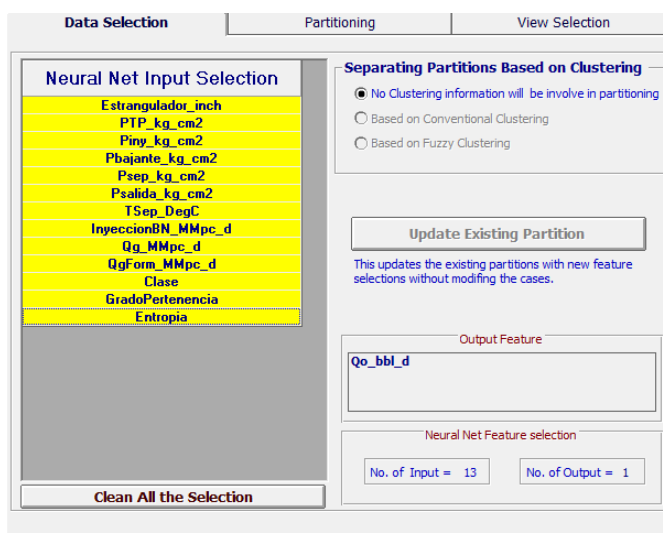 Data Selection
Partitioning
View Selection
Neural Net Input Selection
Estrangulador_inch
PTP_kg_cm2
Piny_kg_cm2
Pbajante_kg_cm2
Psep_kg_cm2
Psalida_kg_cm2
TSep_DegC
InyeccionBN_MMpc_d
Qg_MMpc_d
QgForm_MMpc_d
Clase
GradoPertenencia
Entropia
Clean All the Selection
Separating Partitions Based on Clustering
No Clustering information will be involve in partitioning
Based on Conventional Clustering
Based on Fuzzy Clustering
Update Existing Partition
This updates the existing partitions with new feature
selections without modifing the cases.
Output Feature
Qo_bbl_d
Neural Net Feature selection
No. of Input = 13
No. of Output = 1